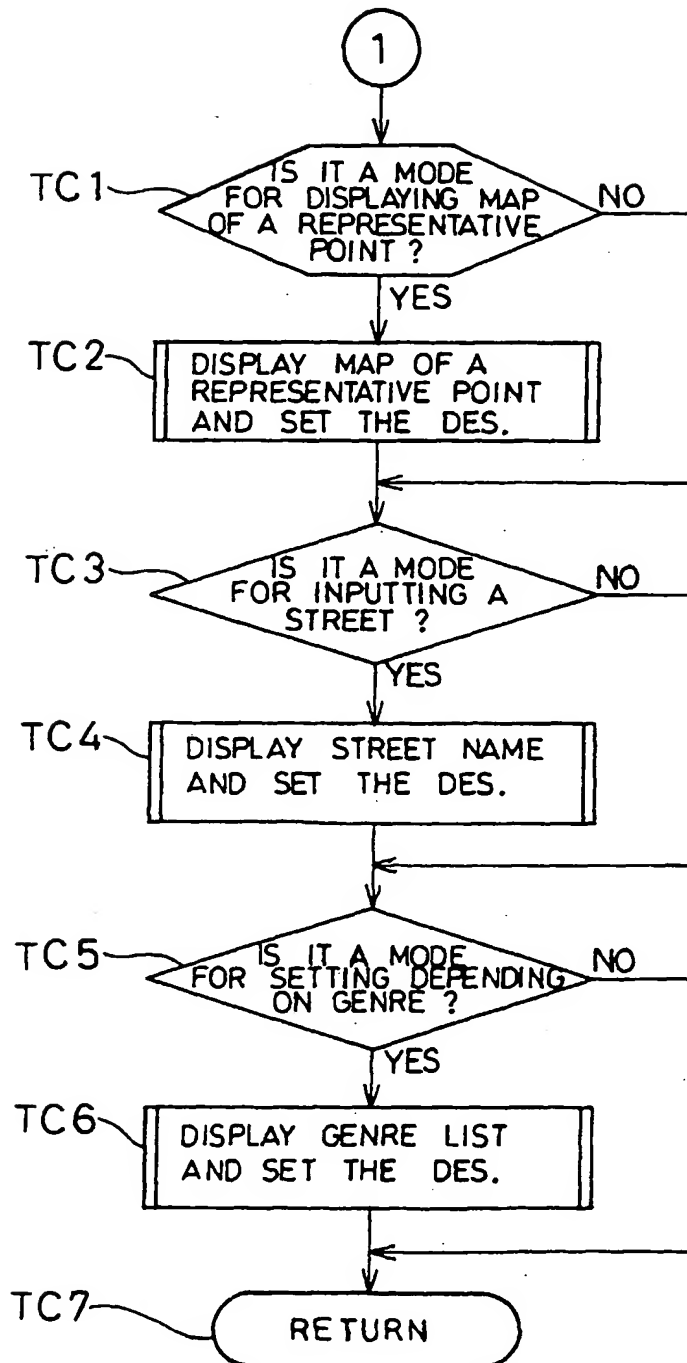 1
TC1
IS IT A MODE
FOR DISPLAYING MAP
OF A REPRESENTATIVE
POINT ?
NO
YES
TC2
DISPLAY MAP OF A
REPRESENTATIVE POINT
AND SET THE DES.
TC3
IS IT A MODE
FOR INPUTTING A
STREET ?
NO
YES
TC4
DISPLAY STREET NAME
AND SET THE DES.
TC5
IS IT A MODE
FOR SETTING DEPENDING
ON GENRE ?
NO
YES
TC6
DISPLAY GENRE LIST
AND SET THE DES.
TC7
RETURN